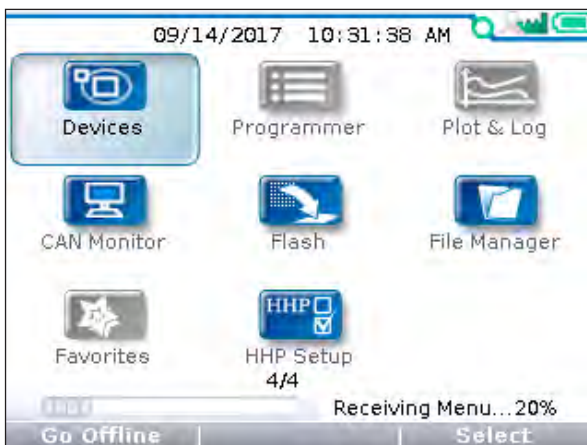 09/14/2017 10:31:38 AM
Devices Programmer Plot & Log
CAN Monitor Flash File Manager
HHP
Favorites HHP Setup
4/4
Receiving Menu...20%
Go Offline Select